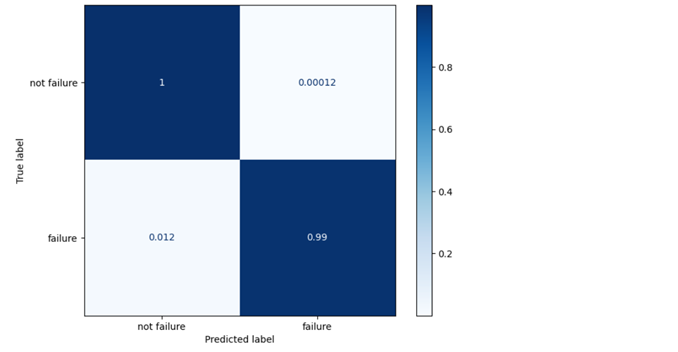 not failure
1
0.00012
failure
0.012
0.99
not failure
failure
True label
Predicted label
0.8
0.6
0.4
0.2